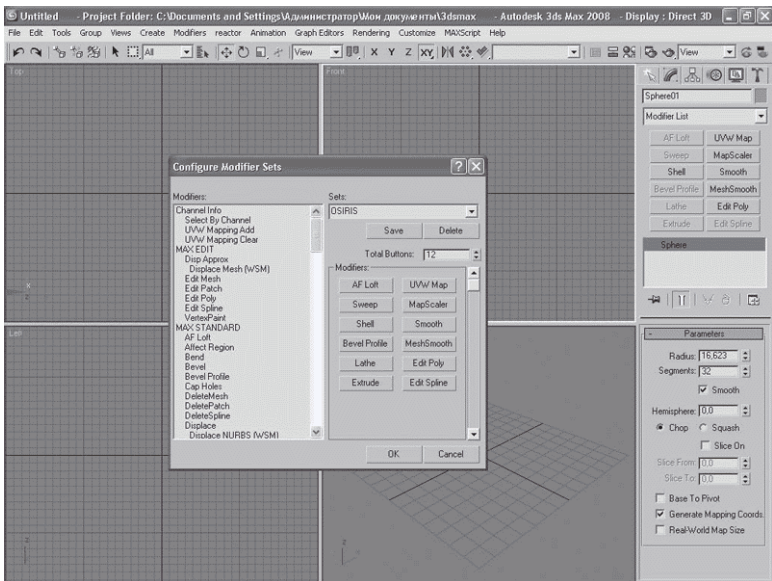 Untitled - Project Folder: C:\Documents and Settings\Администратор\Мои документы\3dsmax - Autodesk 3ds Max 2008 - Display : Direct 3D
File Edit Tools Group Views Create Modifiers reactor Animation Graph Editors Rendering Customize MAXScript Help
All View X Y Z XY View
Top
Front
Left
Sphere01
Modifier List
AF Loft UVW Map
Sweep MapScaler
Shell Smooth
Bevel Profile MeshSmooth
Lathe Edit Poly
Extrude Edit Spline
Sphere
Parameters
Radius: 16,623
Segments: 32
Smooth
Hemisphere: 0,0
Chop Squash
Slice On
Slice From: 0,0
Slice To: 0,0
Base To Pivot
Generate Mapping Coords.
Real-World Map Size
Configure Modifier Sets
Modifiers:
Channel Info
Select By Channel
UVW Mapping Add
UVW Mapping Clear
MAX EDIT
Disp Approx
Displace Mesh (WSM)
Edit Mesh
Edit Patch
Edit Poly
Edit Spline
VertexPaint
MAX STANDARD
AF Loft
Affect Region
Bend
Bevel
Bevel Profile
Cap Holes
DeleteMesh
DeletePatch
DeleteSpline
Displace
Displace NURBS (WSM)
Sets:
OSIRIS
Save Delete
Total Buttons: 12
Modifiers:
AF Loft UVW Map
Sweep MapScaler
Shell Smooth
Bevel Profile MeshSmooth
Lathe Edit Poly
Extrude Edit Spline
OK Cancel
x
z
z